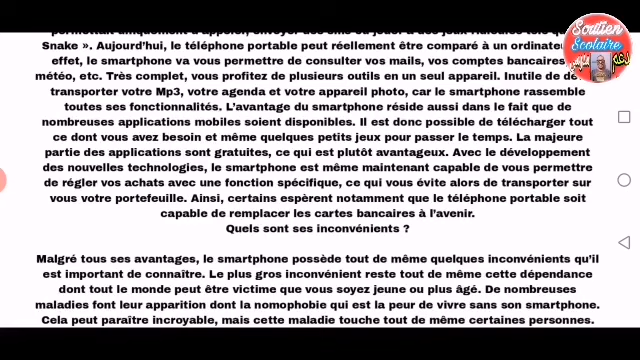 Snake ». Aujourd'hui, le téléphone portable peut réellement être comparé à un ordinate
effet, le smartphone va vous permettre de consulter vos mails, vos comptes bancaires
météo, etc. Très complet, vous profitez de plusieurs outils en un seul appareil. Inutile de
transporter votre Mp3, votre agenda et votre appareil photo, car le smartphone rassemble
toutes ses fonctionnalités. L'avantage du smartphone réside aussi dans le fait que de
nombreuses applications mobiles soient disponibles. Il est donc possible de télécharger tout
ce dont vous avez besoin et même quelques petits jeux pour passer le temps. La majeure
partie des applications sont gratuites, ce qui est plutôt avantageux. Avec le développement
des nouvelles technologies, le smartphone est même maintenant capable de vous permettre
de régler vos achats avec une fonction spécifique, ce qui vous évite alors de transporter sur
vous votre portefeuille. Ainsi, certains espèrent notamment que le téléphone portable soit
capable de remplacer les cartes bancaires à l'avenir.
Quels sont ses inconvénients ?
Malgré tous ses avantages, le smartphone possède tout de même quelques inconvénients qu'il
est important de connaître. Le plus gros inconvénient reste tout de même cette dépendance
dont tout le monde peut être victime que vous soyez jeune ou plus âgé. De nombreuses
maladies font leur apparition dont la nomophobie qui est la peur de vivre sans son smartphone.
Cela peut paraître incroyable, mais cette maladie touche tout de même certaines personnes.
Soutien
Scolaire